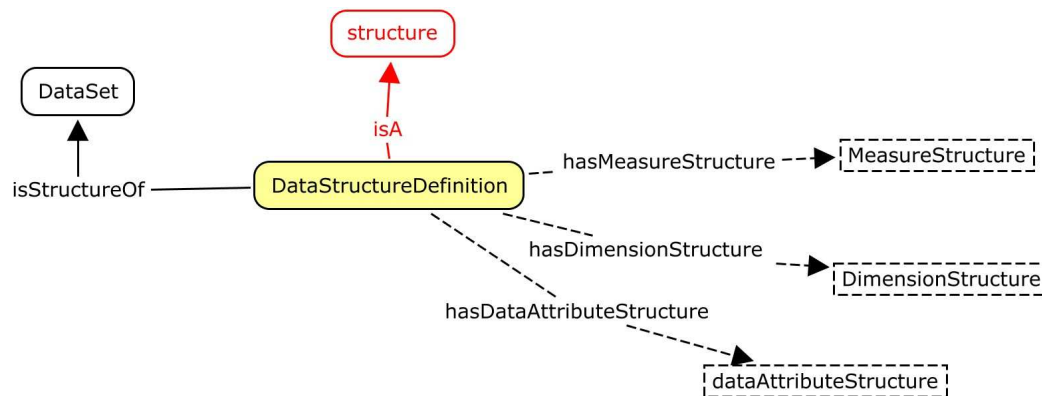 structure
DataSet
isA
hasMeasureStructure
MeasureStructure
isStructureOf
DataStructureDefinition
hasDimensionStructure
DimensionStructure
hasDataAttributeStructure
dataAttributeStructure